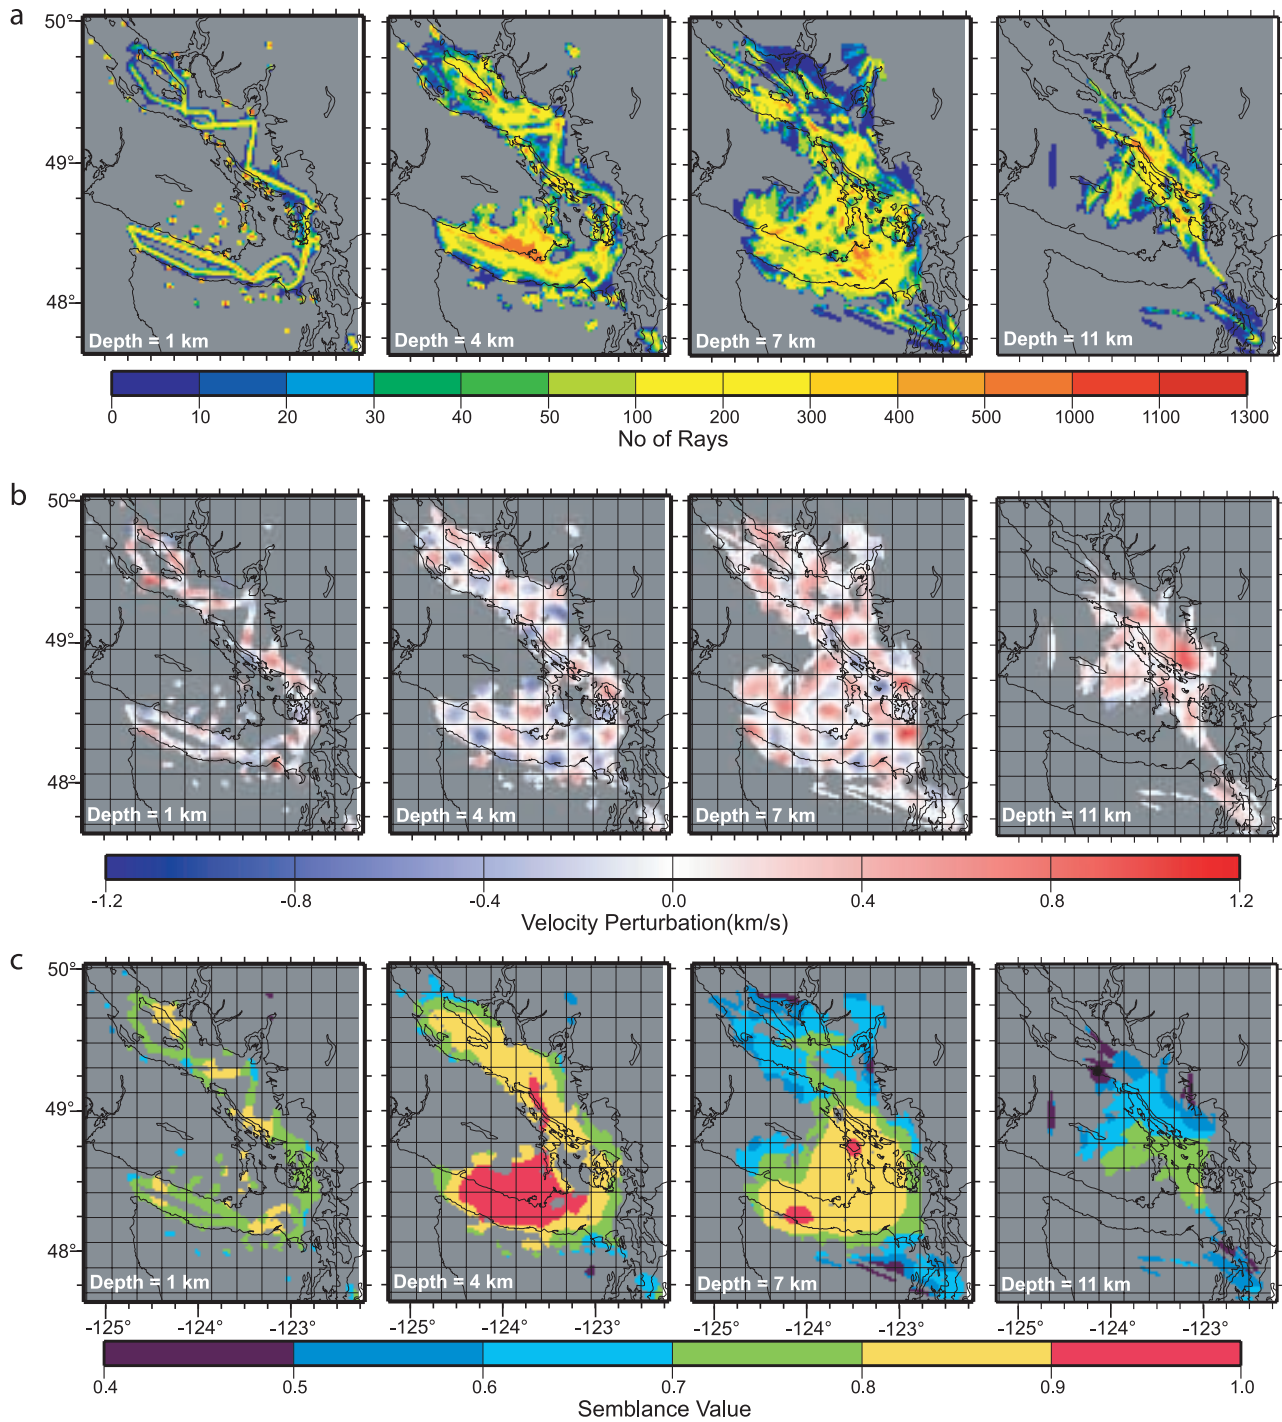 a
50°
49°
48°
Depth = 1 km
Depth = 4 km
Depth = 7 km
Depth = 11 km
0 10 20 30 40 50 100 200 300 400 500 1000 1100 1300
No of Rays
b
50°
49°
48°
Depth = 1 km
Depth = 4 km
Depth = 7 km
Depth = 11 km
-1.2 -0.8 -0.4 0.0 0.4 0.8 1.2
Velocity Perturbation(km/s)
c
50°
49°
48°
Depth = 1 km
Depth = 4 km
Depth = 7 km
Depth = 11 km
-125° -124° -123° -125° -124° -123° -125° -124° -123° -125° -124° -123°
0.4 0.5 0.6 0.7 0.8 0.9 1.0
Semblance Value